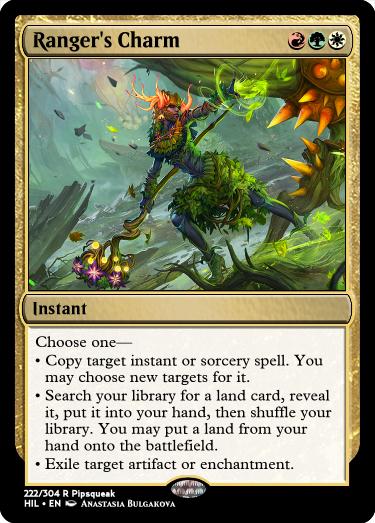 Ranger's Charm
Instant
Choose one—
• Copy target instant or sorcery spell. You
may choose new targets for it.
• Search your library for a land card, reveal
it, put it into your hand, then shuffle your
library. You may put a land from your
hand onto the battlefield.
• Exile target artifact or enchantment.
222/304 R Pipsqueak
HIL • EN Anastasia Bulgakova